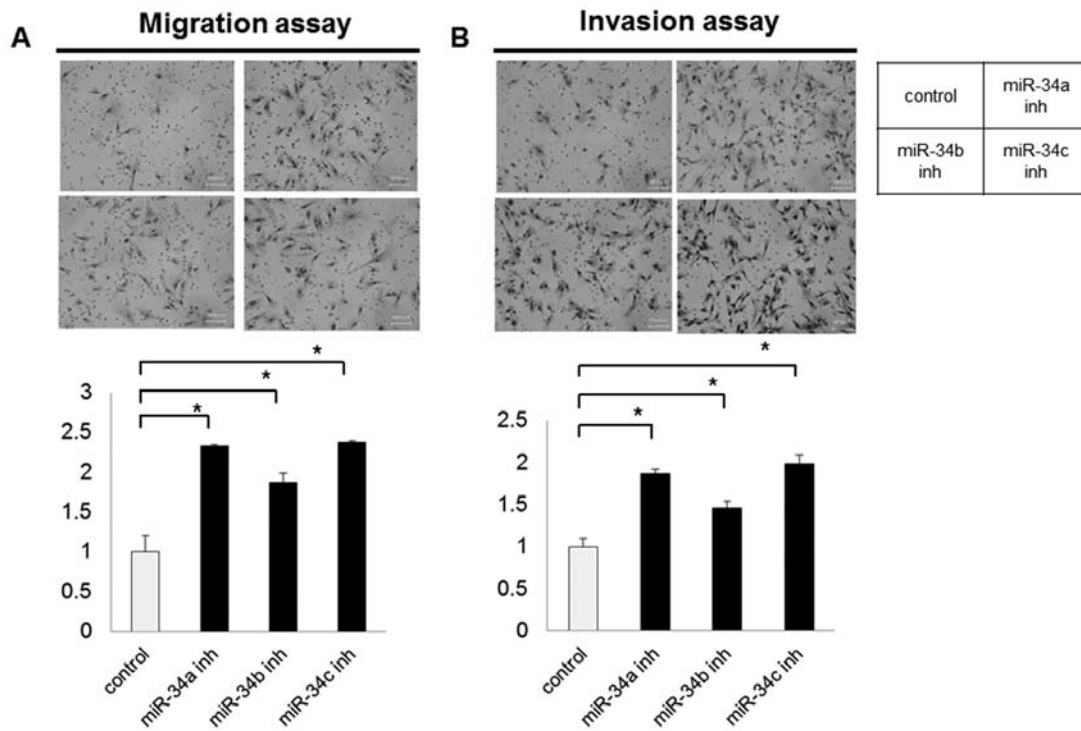 A
Migration assay
B
Invasion assay
control
miR-34a
inh
miR-34b
inh
miR-34c
inh
*
*
*
3
2.5
2
1.5
1
0.5
0
control
miR-34a inh
miR-34b inh
miR-34c inh
*
*
*
2.5
2
1.5
1
0.5
0
control
miR-34a inh
miR-34b inh
miR-34c inh